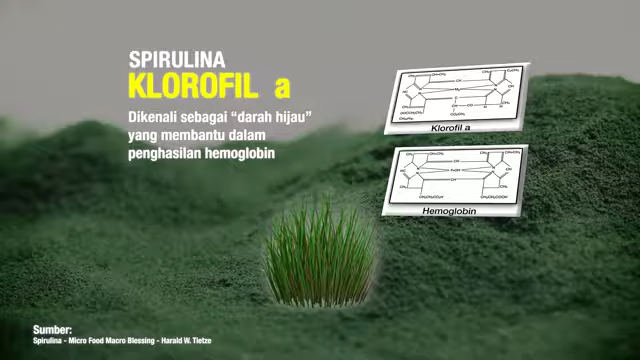 SPIRULINA
KLOROFIL a
Dikenali sebagai “darah hijau”
yang membantu dalam
penghasilan hemoglobin
Klorofil a
Hemoglobin
Sumber:
Spirulina - Micro Food Macro Blessing - Harald W. Tietze